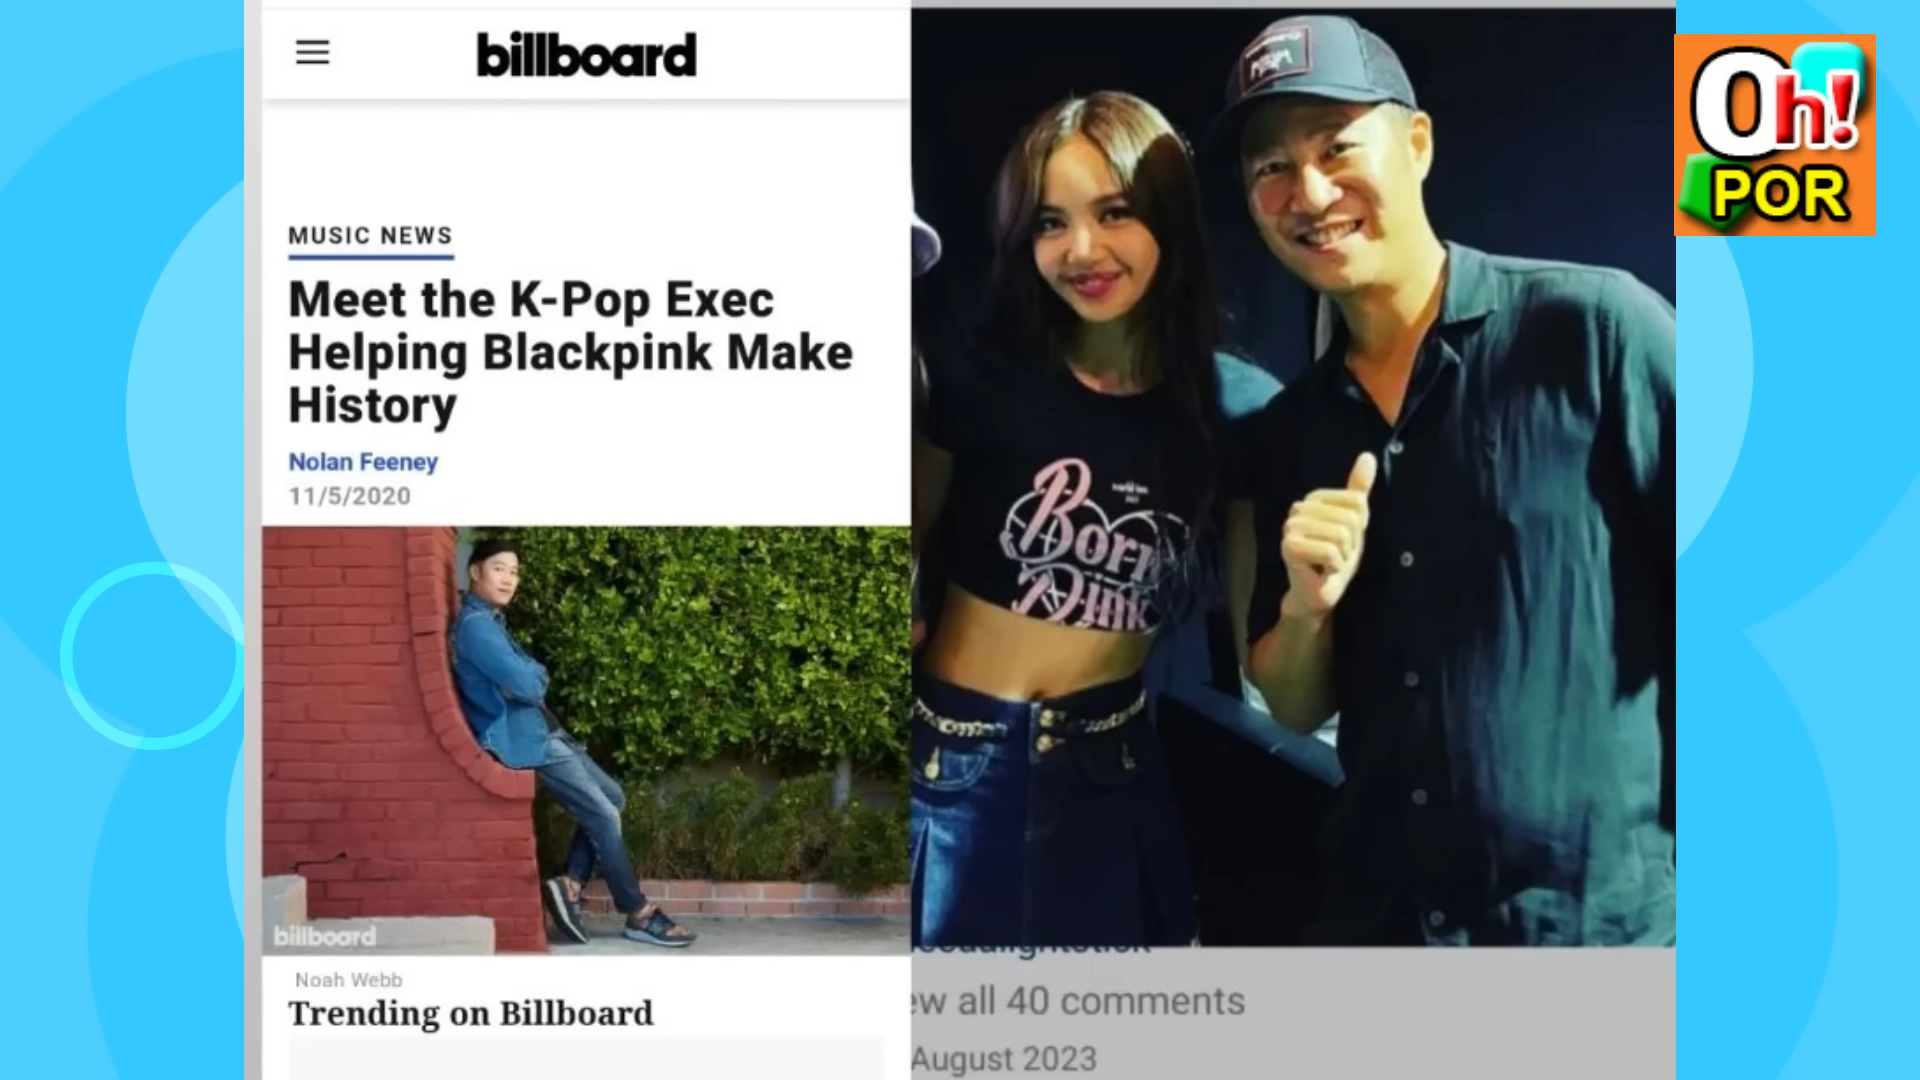 billboard
MUSIC NEWS
Meet the K-Pop Exec
Helping Blackpink Make
History
Nolan Feeney
11/5/2020
billboard
Noah Webb
Trending on Billboard
Born
Pink
ew all 40 comments
August 2023
Oh!
POR